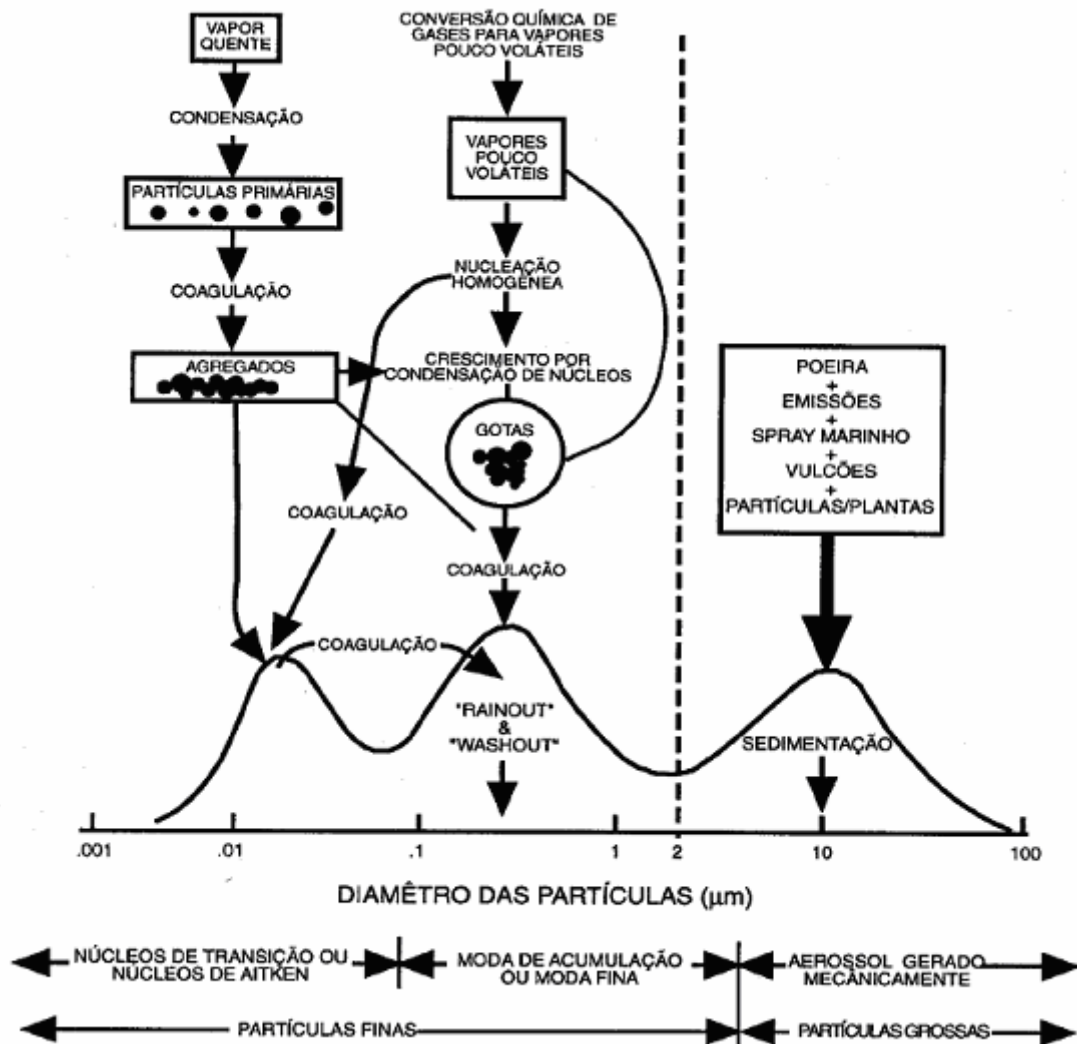 VAPOR
QUENTE
CONDENSAÇÃO
PARTÍCULAS PRIMÁRIAS
COAGULAÇÃO
AGREGADOS
CONVERSÃO QUÍMICA DE
GASES PARA VAPORES
POUCO VOLÁTEIS
VAPORES
POUCO
VOLÁTEIS
NUCLEAÇÃO
HOMOGÊNEA
CRESCIMENTO POR
CONDENSAÇÃO DE NÚCLEOS
GOTAS
COAGULAÇÃO
COAGULAÇÃO
COAGULAÇÃO
"RAINOUT"
&
"WASHOUT"
POEIRA
+
EMISSÕES
+
SPRAY MARINHO
+
VULCÕES
+
PARTÍCULAS/PLANTAS
SEDIMENTAÇÃO
.001 .01 .1 1 2 10 100
DIAMÊTRO DAS PARTÍCULAS (µm)
NÚCLEOS DE TRANSIÇÃO OU
NÚCLEOS DE AITKEN
MODA DE ACUMULAÇÃO
OU MODA FINA
AEROSSOL GERADO
MECÂNICAMENTE
PARTÍCULAS FINAS
PARTÍCULAS GROSSAS